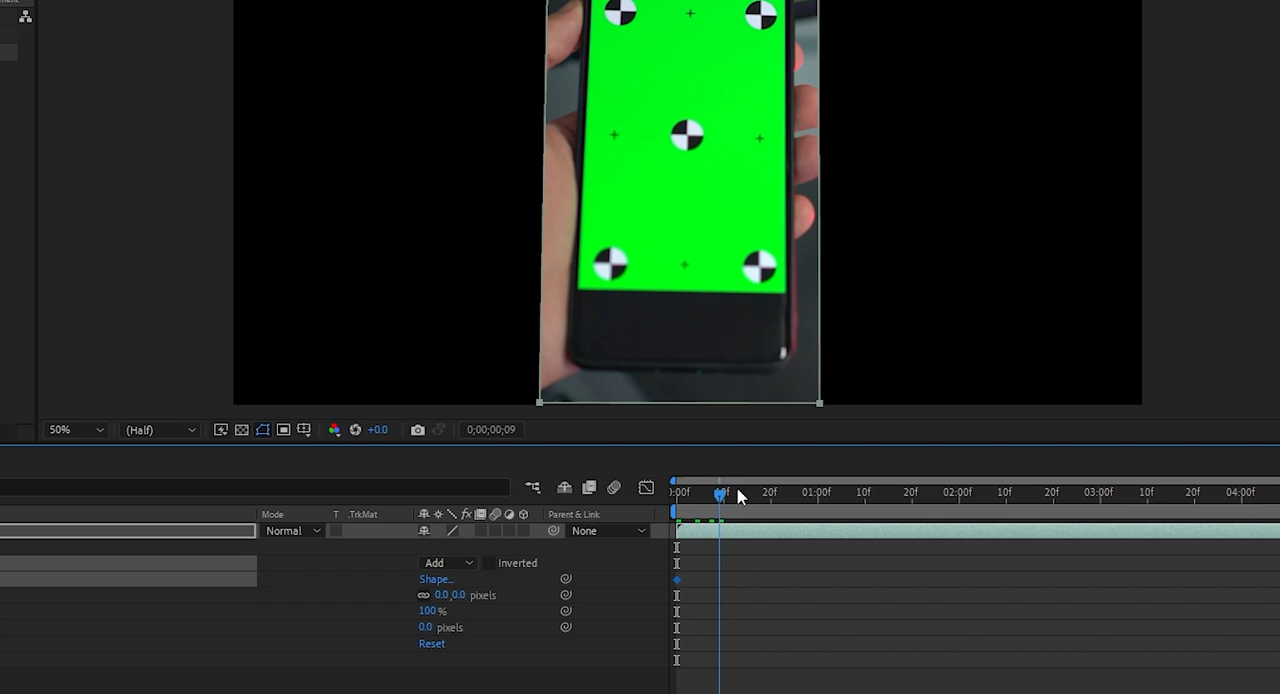 50% (Half) +0.0 0;00;00;09
:00f 20f 01:00f 10f 20f 02:00f 10f 20f 03:00f 10f 20f 04:00f
Mode T .TrkMat fx Parent & Link
Normal None
Add Inverted
Shape...
0.0,0.0 pixels
100 %
0.0 pixels
Reset